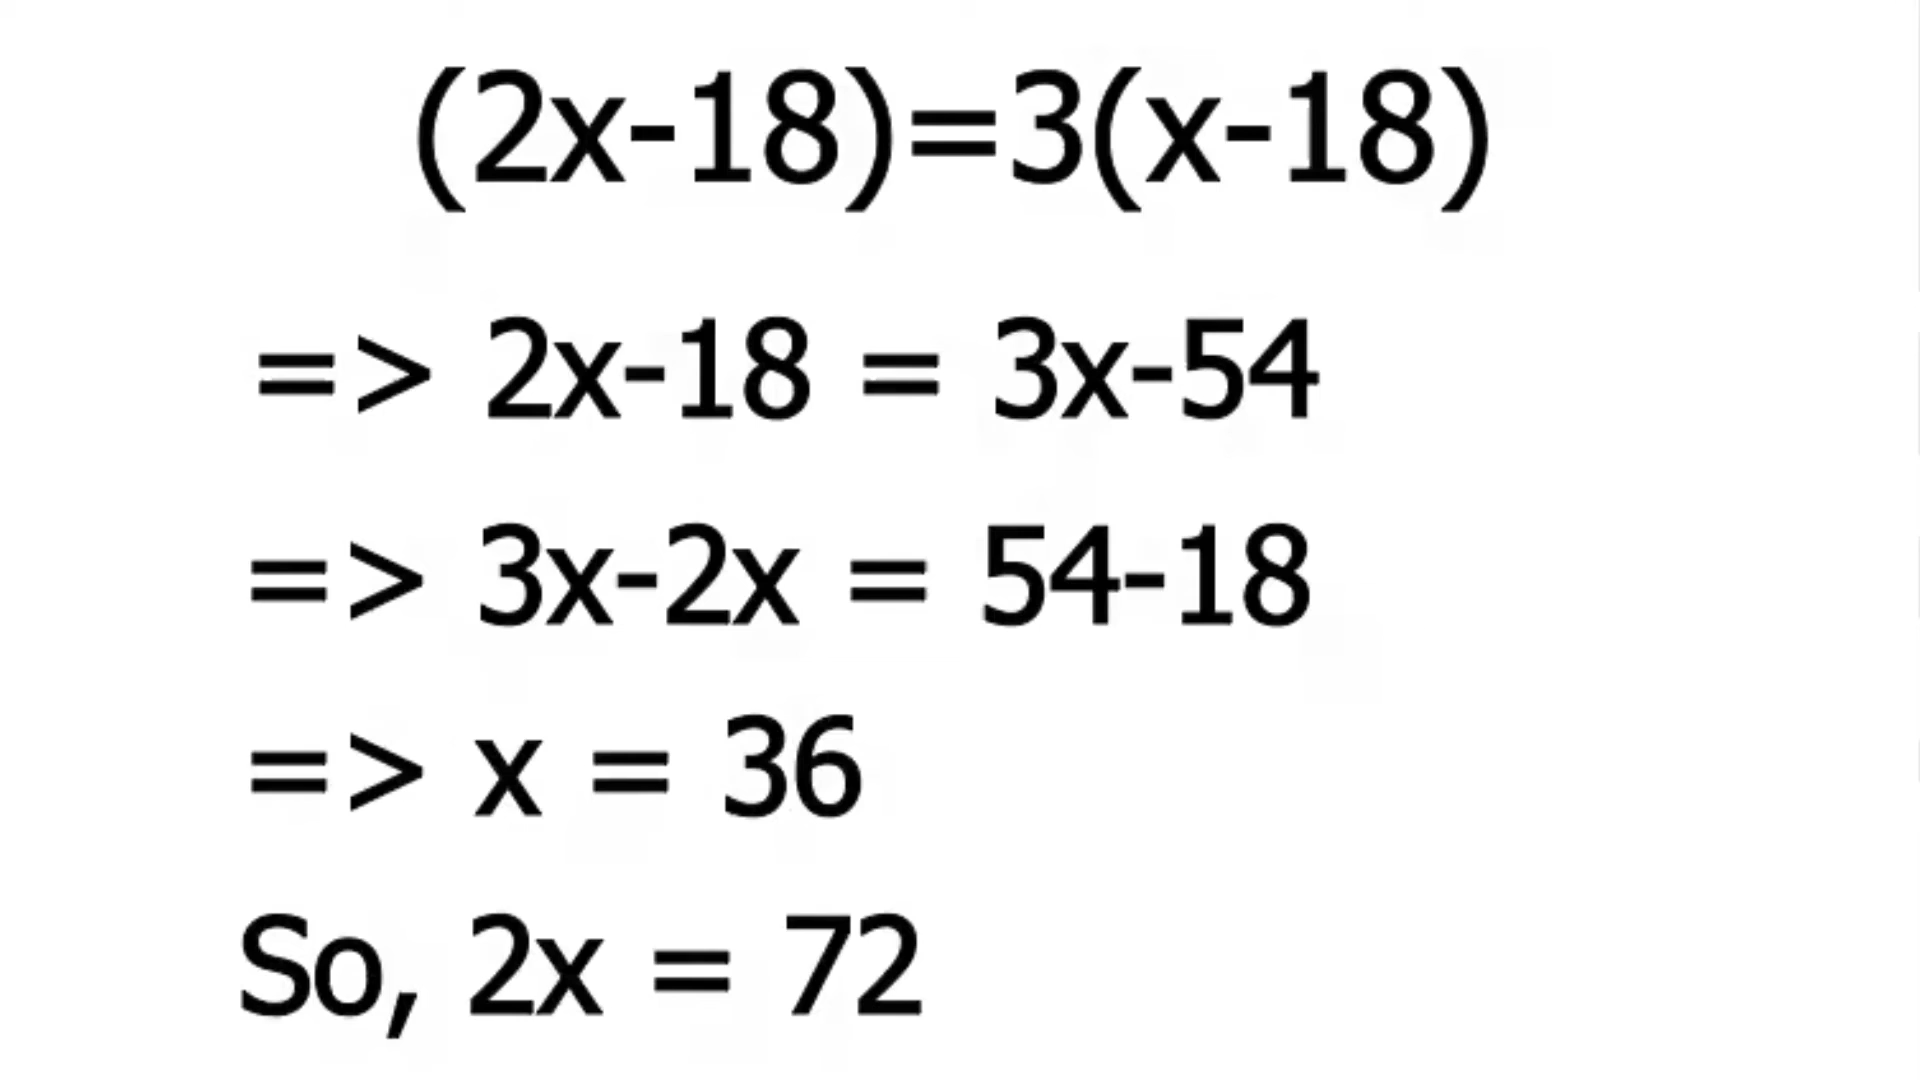 (2x-18)=3(x-18)
=> 2x-18 = 3x-54
=> 3x-2x = 54-18
=> x = 36
So, 2x = 72